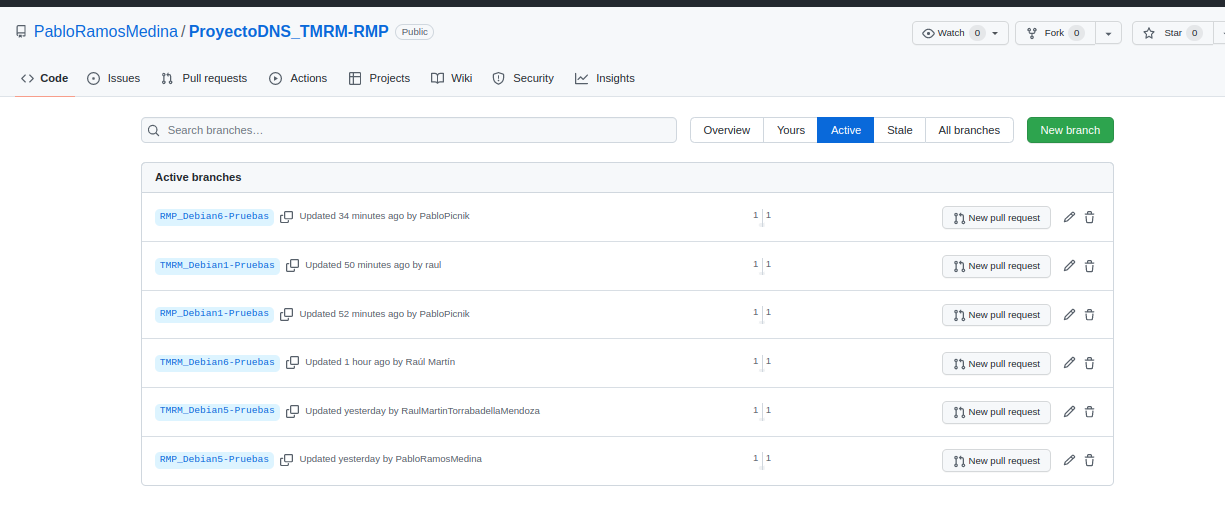 PabloRamosMedina / ProyectoDNS_TMRM-RMP Public Watch 0 Fork 0 Star 0
Code Issues Pull requests Actions Projects Wiki Security Insights
Search branches... Overview Yours Active Stale All branches New branch
Active branches
RMP_Debian6-Pruebas Updated 34 minutes ago by PabloPicnik 1 1 New pull request
TMRM_Debian1-Pruebas Updated 50 minutes ago by raul 1 1 New pull request
RMP_Debian1-Pruebas Updated 52 minutes ago by PabloPicnik 1 1 New pull request
TMRM_Debian6-Pruebas Updated 1 hour ago by Raúl Martín 1 1 New pull request
TMRM_Debian5-Pruebas Updated yesterday by RaulMartinTorrabadellaMendoza 1 1 New pull request
RMP_Debian5-Pruebas Updated yesterday by PabloRamosMedina 1 1 New pull request